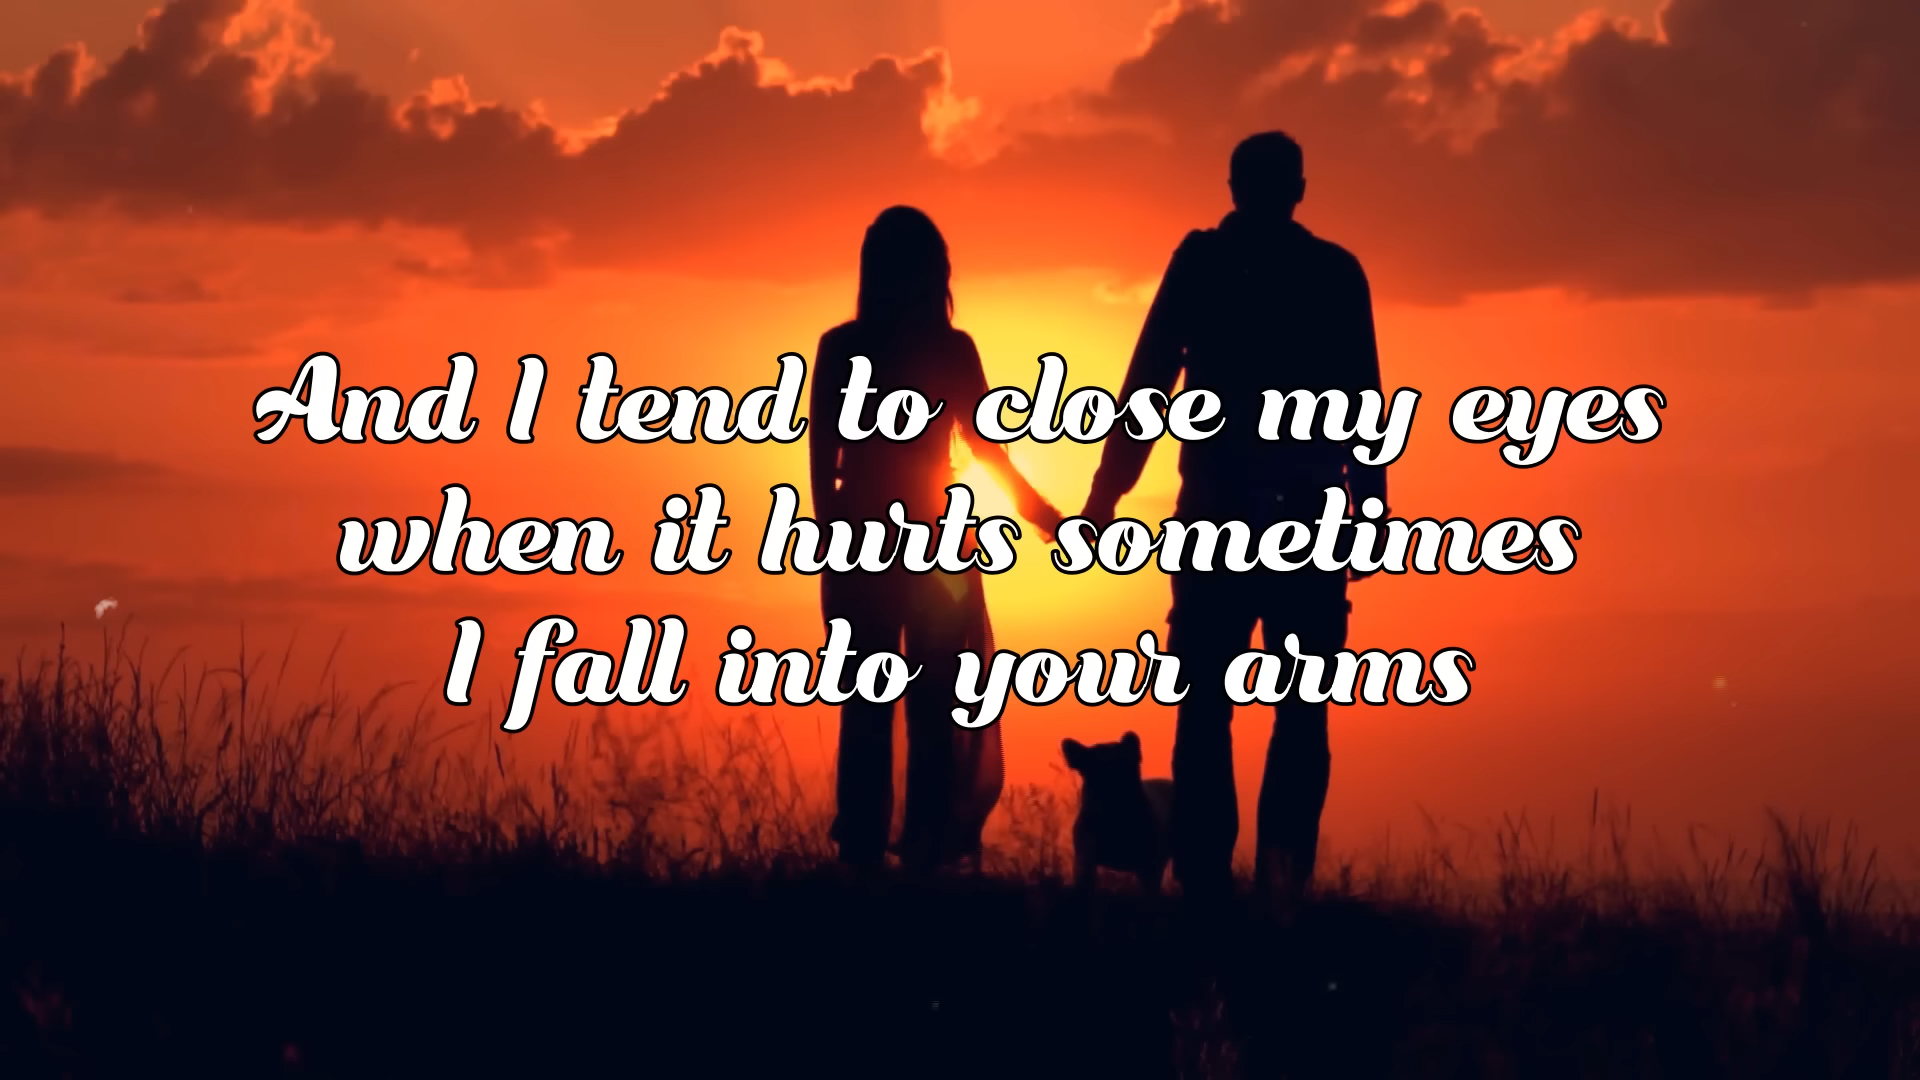 And I tend to close my eyes
when it hurts sometimes
I fall into your arms